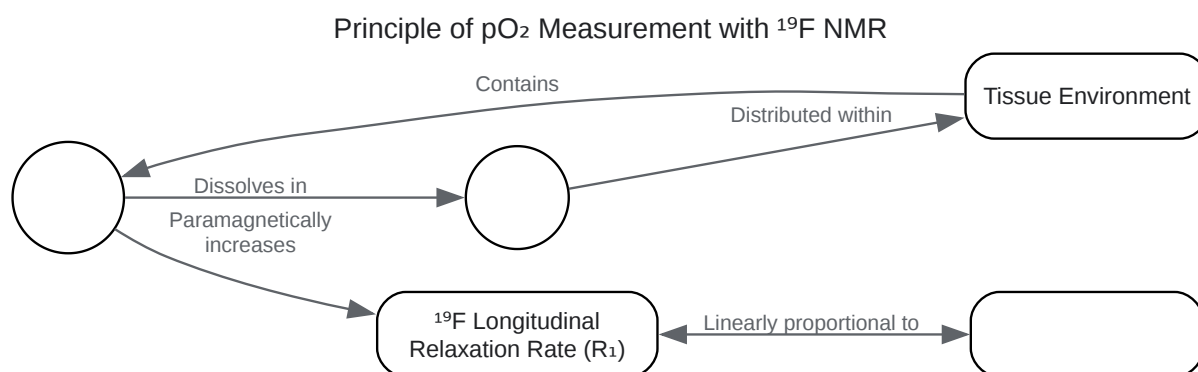 Principle of pO₂ Measurement with ¹⁹F NMR
Contains
Tissue Environment
Distributed within
Dissolves in
Paramagnetically
increases
¹⁹F Longitudinal
Relaxation Rate (R₁)
Linearly proportional to